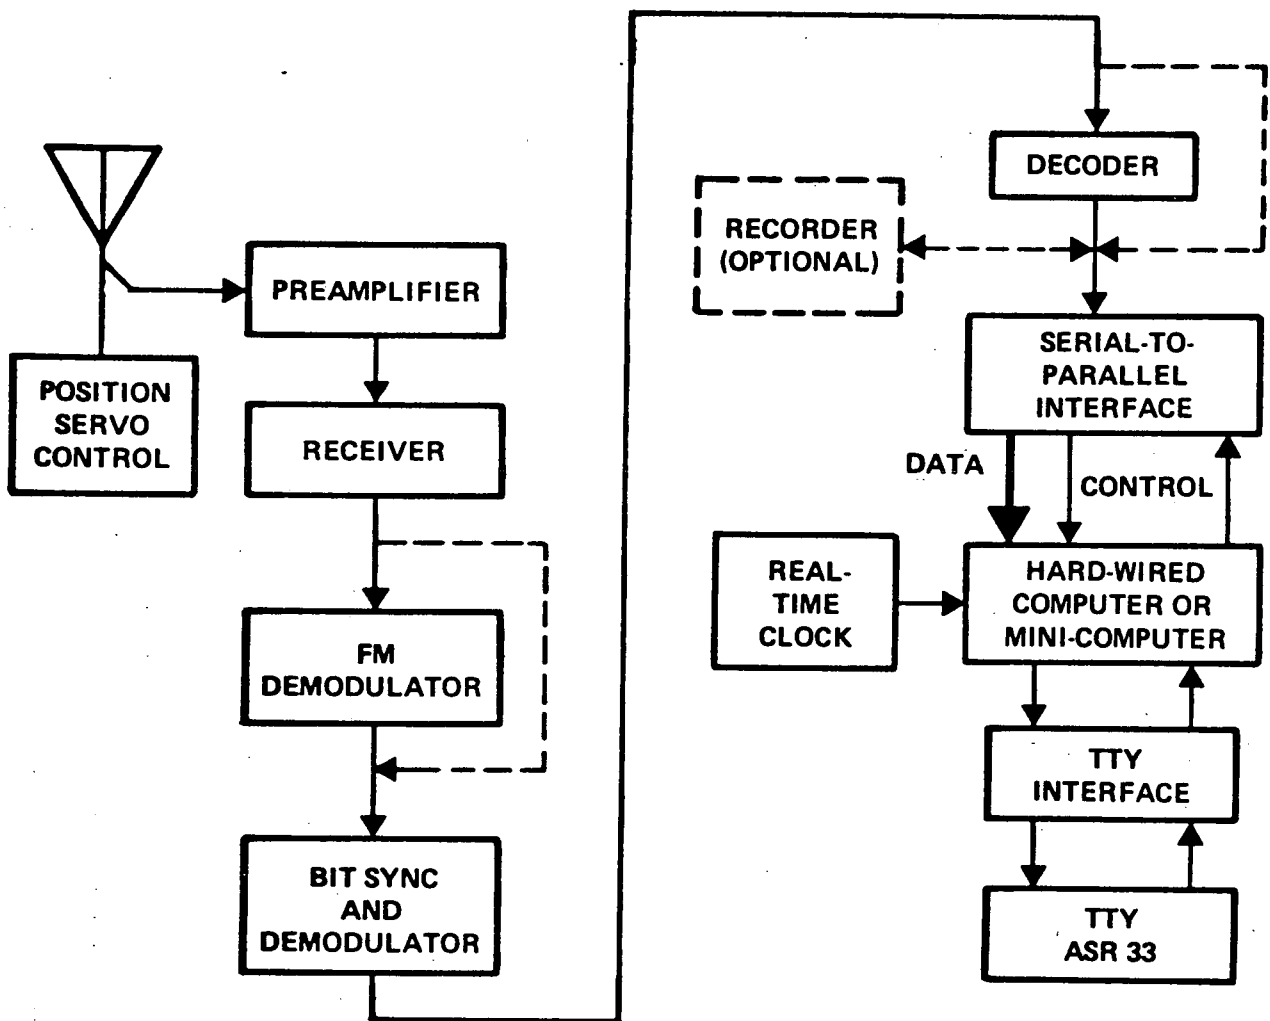 POSITION
SERVO
CONTROL
PREAMPLIFIER
RECEIVER
FM
DEMODULATOR
BIT SYNC
AND
DEMODULATOR
DECODER
RECORDER
(OPTIONAL)
SERIAL-TO-
PARALLEL
INTERFACE
DATA
CONTROL
REAL-
TIME
CLOCK
HARD-WIRED
COMPUTER OR
MINI-COMPUTER
TTY
INTERFACE
TTY
ASR 33